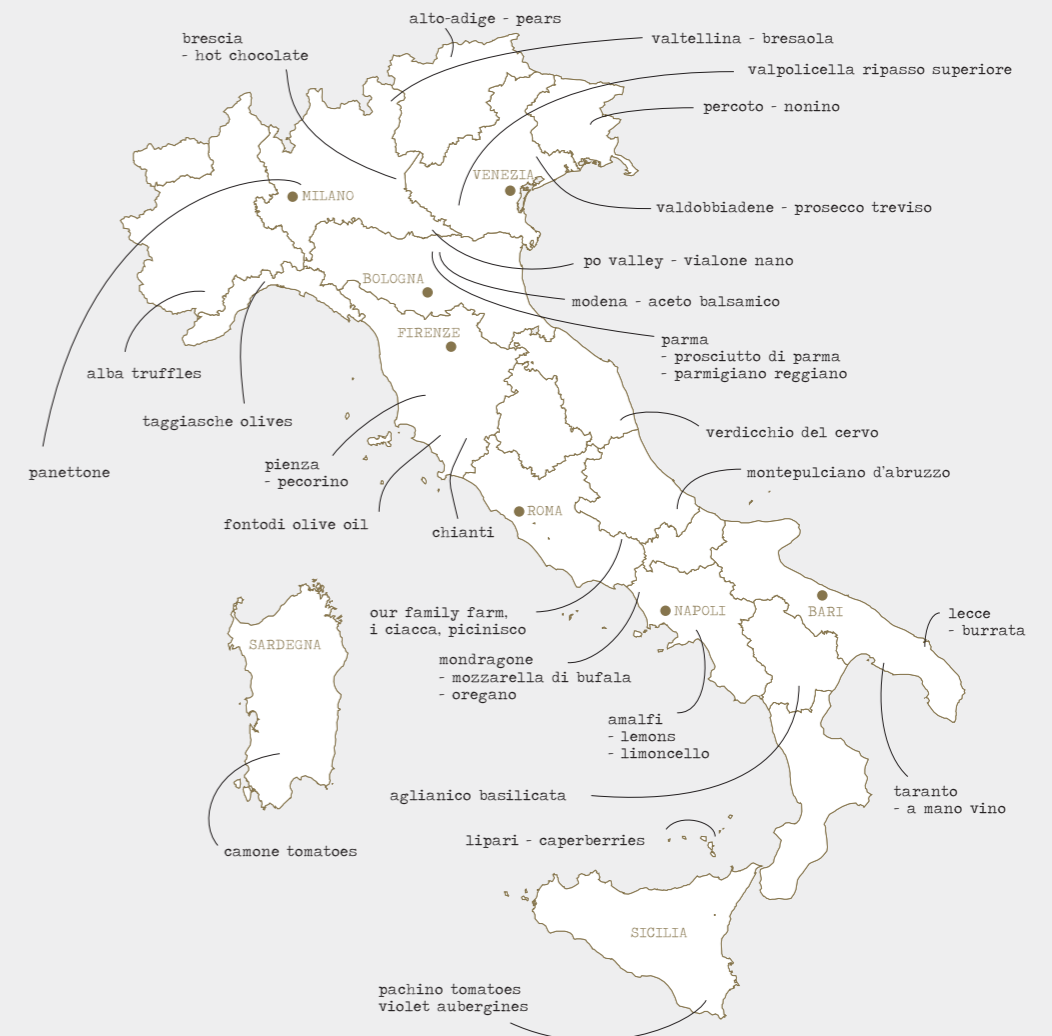 alto-adige - pears
brescia
- hot chocolate
valtellina - bresaola
valpolicella ripasso superiore
percoto - nonino
VENEZIA
MILANO
valdobbiadene - prosecco treviso
po valley - vialone nano
BOLOGNA
modena - aceto balsamico
FIRENZE
parma
- prosciutto di parma
- parmigiano reggiano
alba truffles
taggiasche olives
verdicchio del cervo
panettone
pienza
- pecorino
montepulciano d'abruzzo
fontodi olive oil
chianti
ROMA
our family farm,
i ciacca, picinisco
NAPOLI
BARI
lecce
- burrata
SARDEGNA
mondragone
- mozzarella di bufala
- oregano
amalfi
- lemons
- limoncello
aglianico basilicata
taranto
- a mano vino
lipari - caperberries
camone tomatoes
SICILIA
pachino tomatoes
violet aubergines